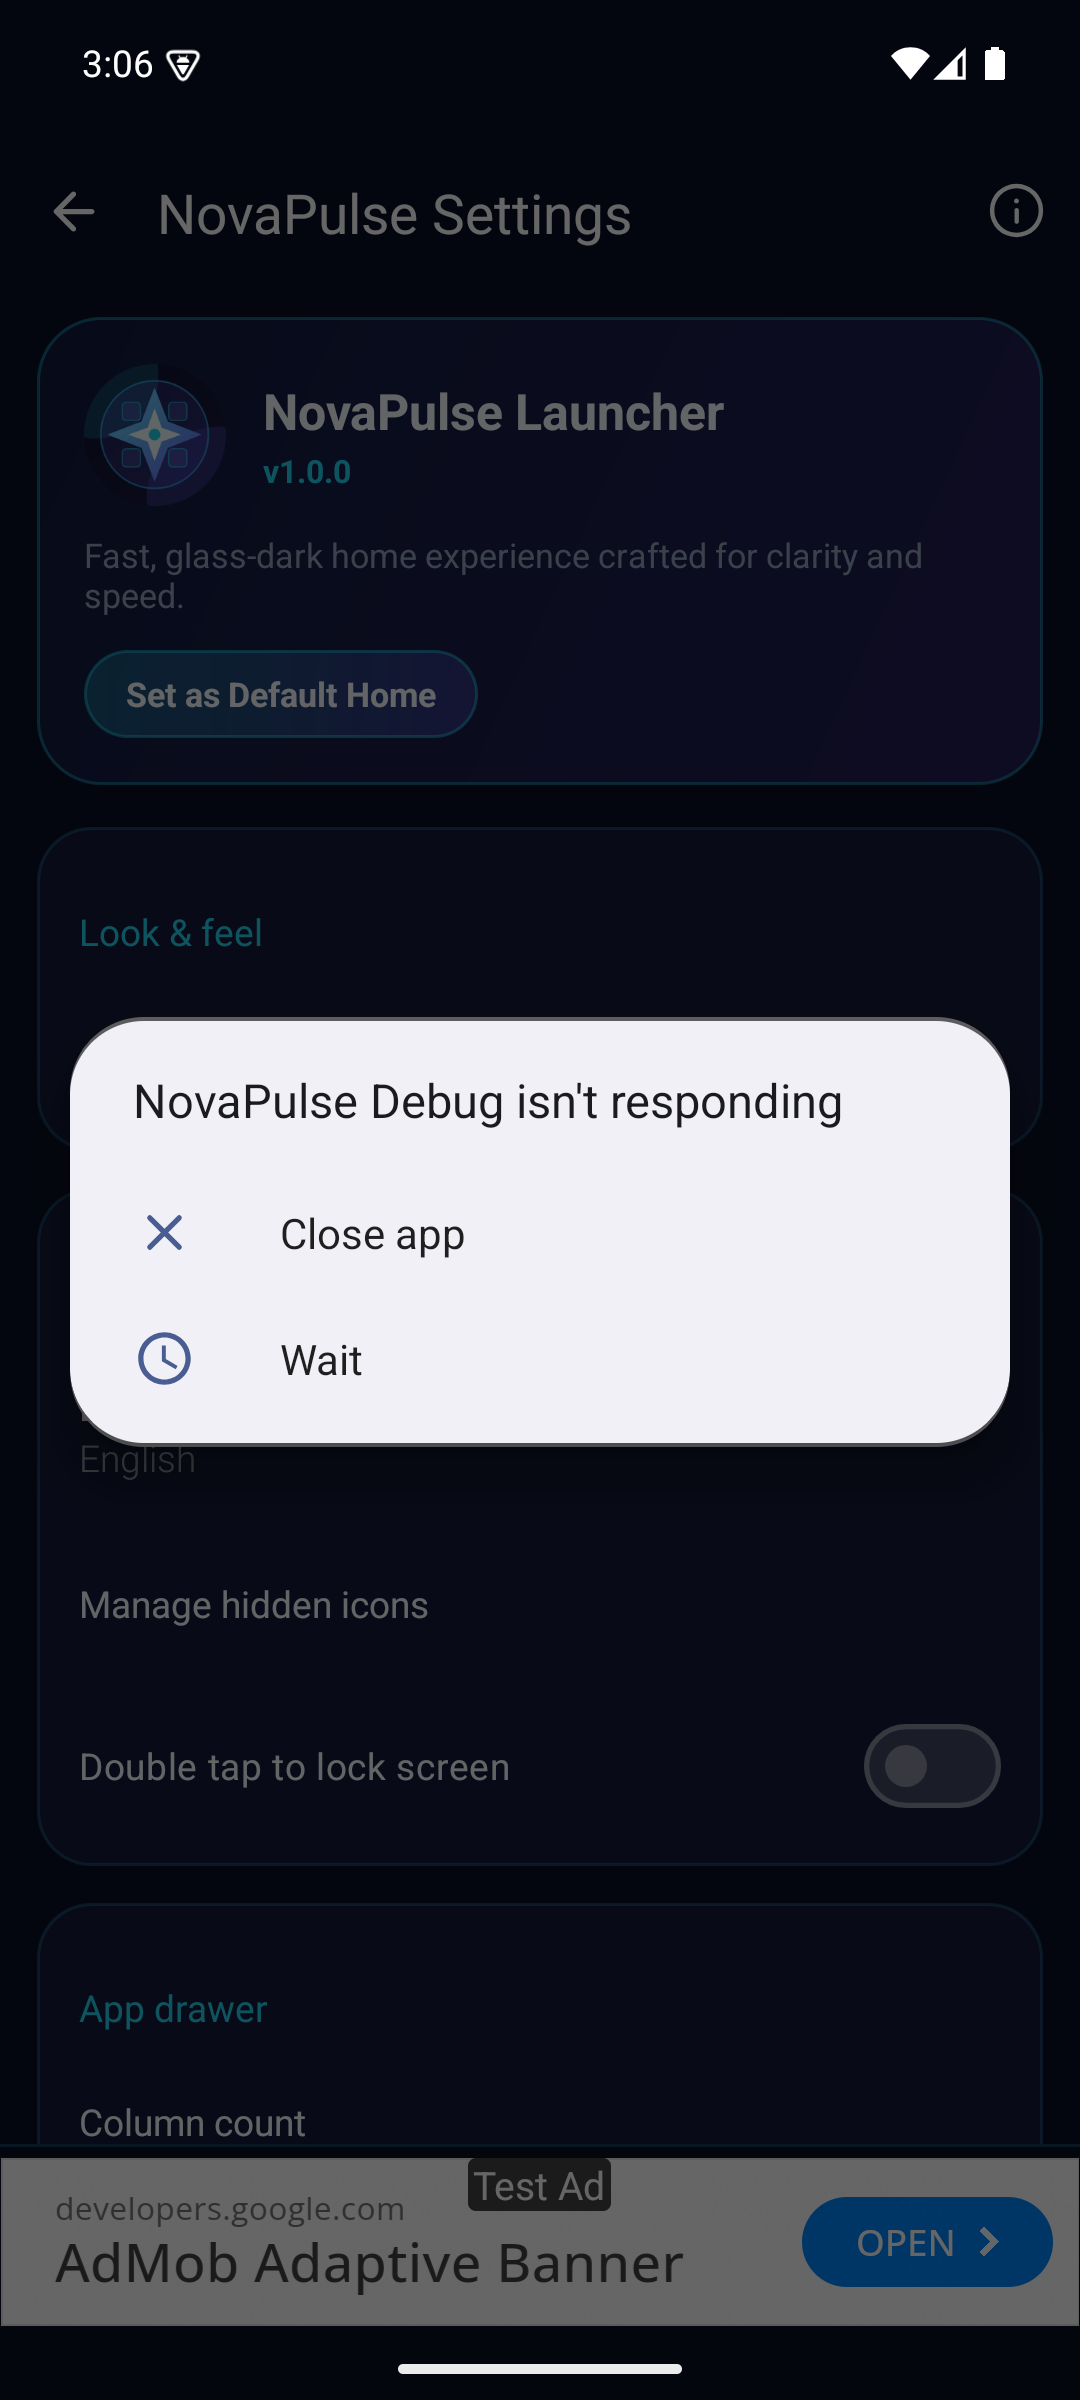 3:06
NovaPulse Settings
NovaPulse Launcher
v1.0.0
Fast, glass-dark home experience crafted for clarity and
speed.
Set as Default Home
Look & feel
NovaPulse Debug isn't responding
Close app
Wait
English
Manage hidden icons
Double tap to lock screen
App drawer
Column count
Test Ad
developers.google.com
AdMob Adaptive Banner
OPEN